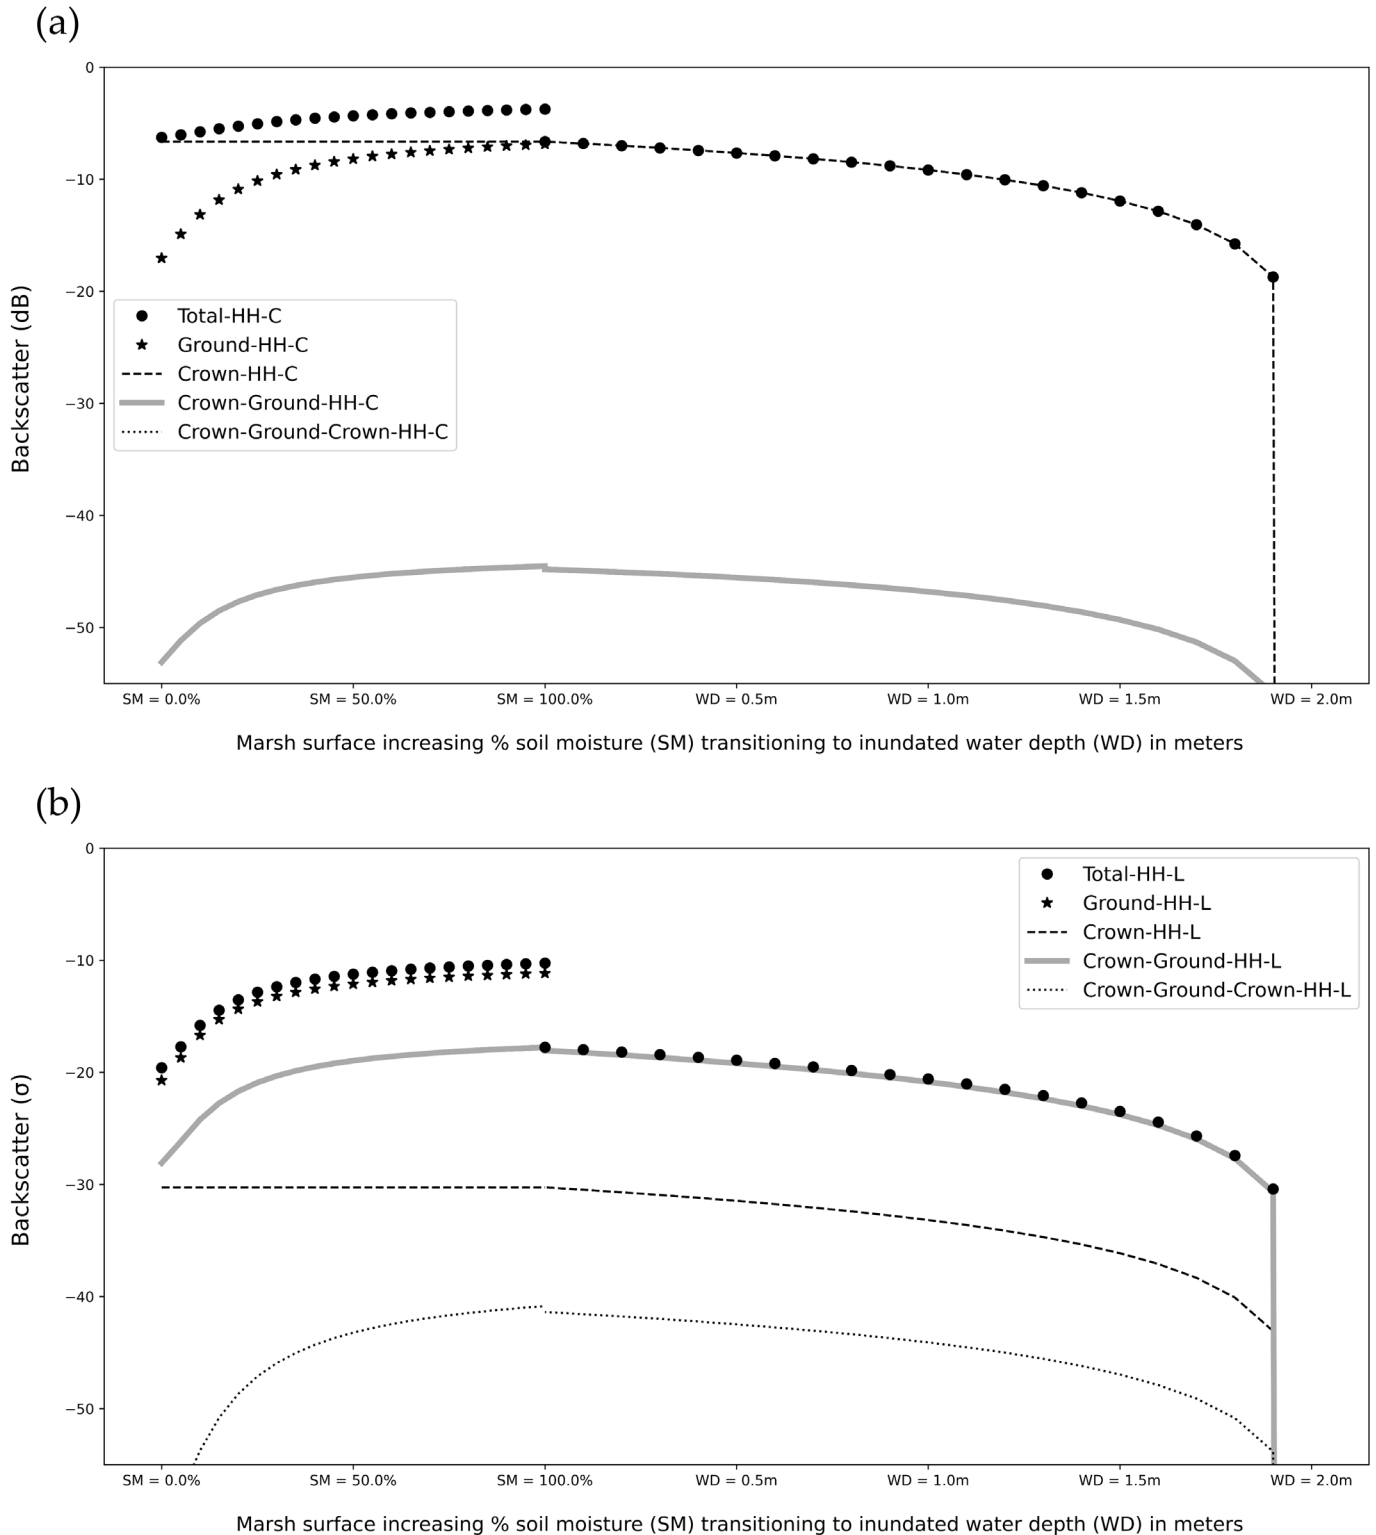 (a)
0
−10
−20
−30
−40
−50
Backscatter (dB)
Total-HH-C
Ground-HH-C
Crown-HH-C
Crown-Ground-HH-C
Crown-Ground-Crown-HH-C
SM = 0.0%
SM = 50.0%
SM = 100.0%
WD = 0.5m
WD = 1.0m
WD = 1.5m
WD = 2.0m
Marsh surface increasing % soil moisture (SM) transitioning to inundated water depth (WD) in meters
(b)
0
−10
−20
−30
−40
−50
Backscatter (σ)
Total-HH-L
Ground-HH-L
Crown-HH-L
Crown-Ground-HH-L
Crown-Ground-Crown-HH-L
SM = 0.0%
SM = 50.0%
SM = 100.0%
WD = 0.5m
WD = 1.0m
WD = 1.5m
WD = 2.0m
Marsh surface increasing % soil moisture (SM) transitioning to inundated water depth (WD) in meters